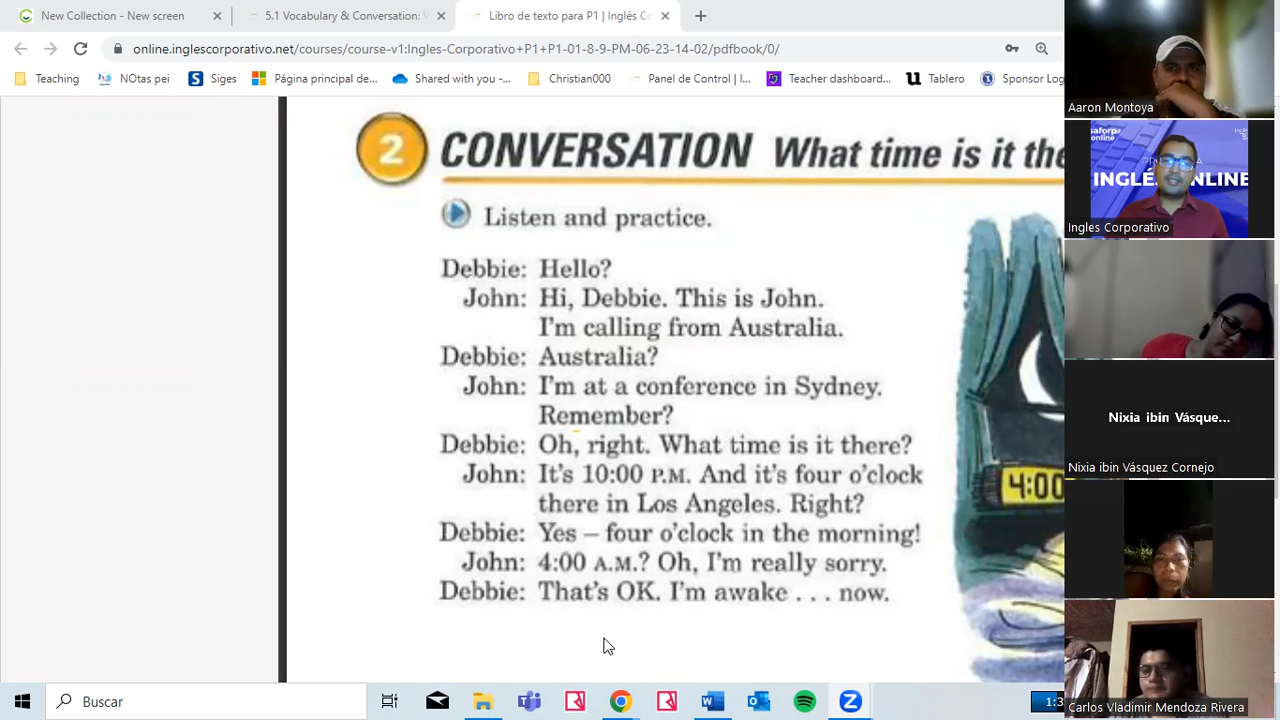 New Collection - New screen
5.1 Vocabulary & Conversation: W
Libro de texto para P1 | Inglés Co
online.inglescorporativo.net/courses/course-v1:Ingles-Corporativo+P1+P1-01-8-9-PM-06-23-14-02/pdfbook/0/
Teaching
NOtas pei
Siges
Página principal de...
Shared with you -...
Christian000
Panel de Control | I...
Teacher dashboard...
Tablero
Sponsor Log
2 CONVERSATION What time is it the
Listen and practice.
Debbie: Hello?
John: Hi, Debbie. This is John.
I'm calling from Australia.
Debbie: Australia?
John: I'm at a conference in Sydney.
Remember?
Debbie: Oh, right. What time is it there?
John: It's 10:00 P.M. And it's four o'clock
there in Los Angeles. Right?
Debbie: Yes – four o'clock in the morning!
John: 4:00 A.M.? Oh, I'm really sorry.
Debbie: That's OK. I'm awake . . . now.
4:00
Aaron Montoya
saforp
online
INGLÉS ONLINE
Ingles Corporativo
Nixia ibin Vásque...
Nixia ibin Vásquez Cornejo
Carlos Vladímir Mendoza Rivera
Buscar
1:3